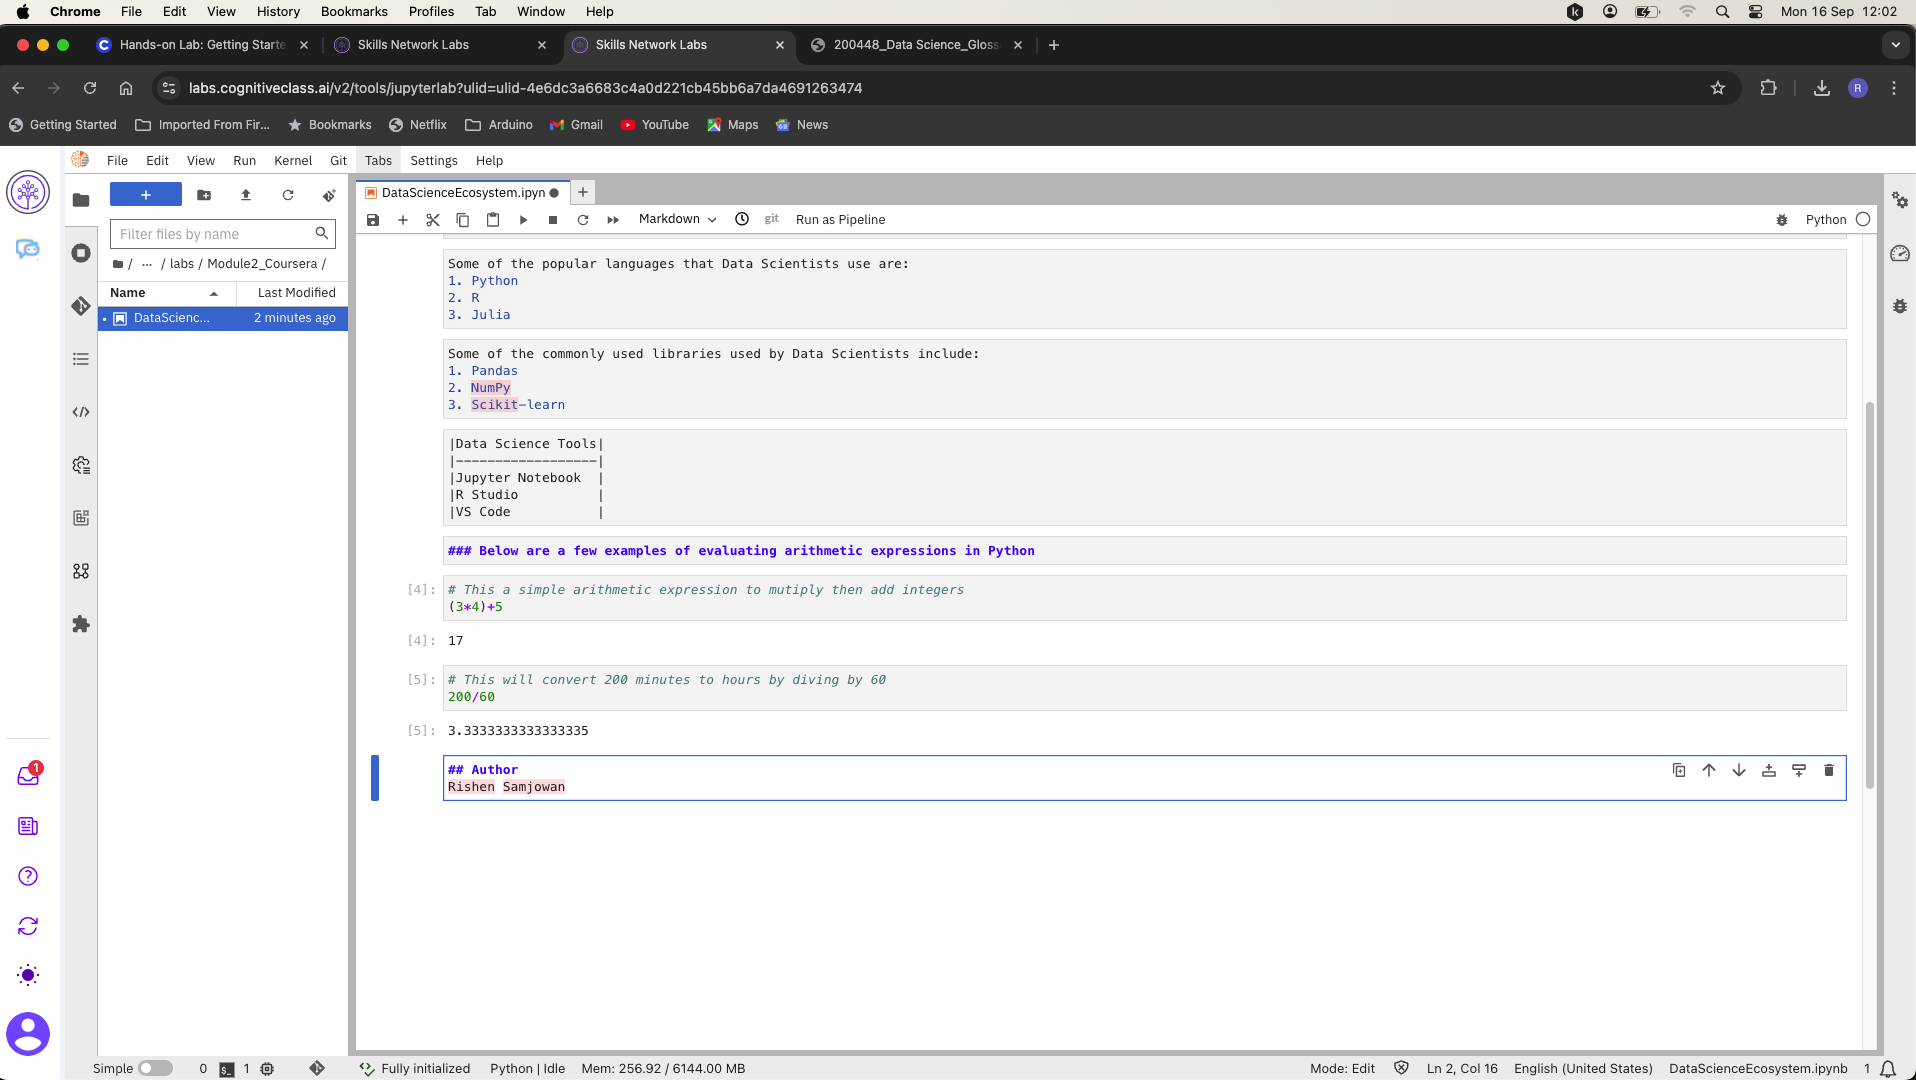 Chrome File Edit View History Bookmarks Profiles Tab Window Help Mon 16 Sep 12:02
Hands-on Lab: Getting Starte Skills Network Labs Skills Network Labs 200448_Data Science_Gloss
labs.cognitiveclass.ai/v2/tools/jupyterlab?ulid=ulid-4e6dc3a6683c4a0d221cb45bb6a7da4691263474 R
Getting Started Imported From Fir... Bookmarks Netflix Arduino Gmail YouTube Maps News
File Edit View Run Kernel Git Tabs Settings Help
DataScienceEcosystem.ipyn
Markdown git Run as Pipeline Python
Filter files by name
/ ... / labs / Module2_Coursera /
Name Last Modified
DataScienc... 2 minutes ago
Some of the popular languages that Data Scientists use are:
1. Python
2. R
3. Julia
Some of the commonly used libraries used by Data Scientists include:
1. Pandas
2. NumPy
3. Scikit-learn
|Data Science Tools|
|------------------|
|Jupyter Notebook  |
|R Studio          |
|VS Code           |
### Below are a few examples of evaluating arithmetic expressions in Python
[4]: # This a simple arithmetic expression to mutiply then add integers
(3*4)+5
[4]: 17
[5]: # This will convert 200 minutes to hours by diving by 60
200/60
[5]: 3.3333333333333335
## Author
Rishen Samjowan
1
Simple 0 1 Fully initialized Python | Idle Mem: 256.92 / 6144.00 MB Mode: Edit Ln 2, Col 16 English (United States) DataScienceEcosystem.ipynb 1